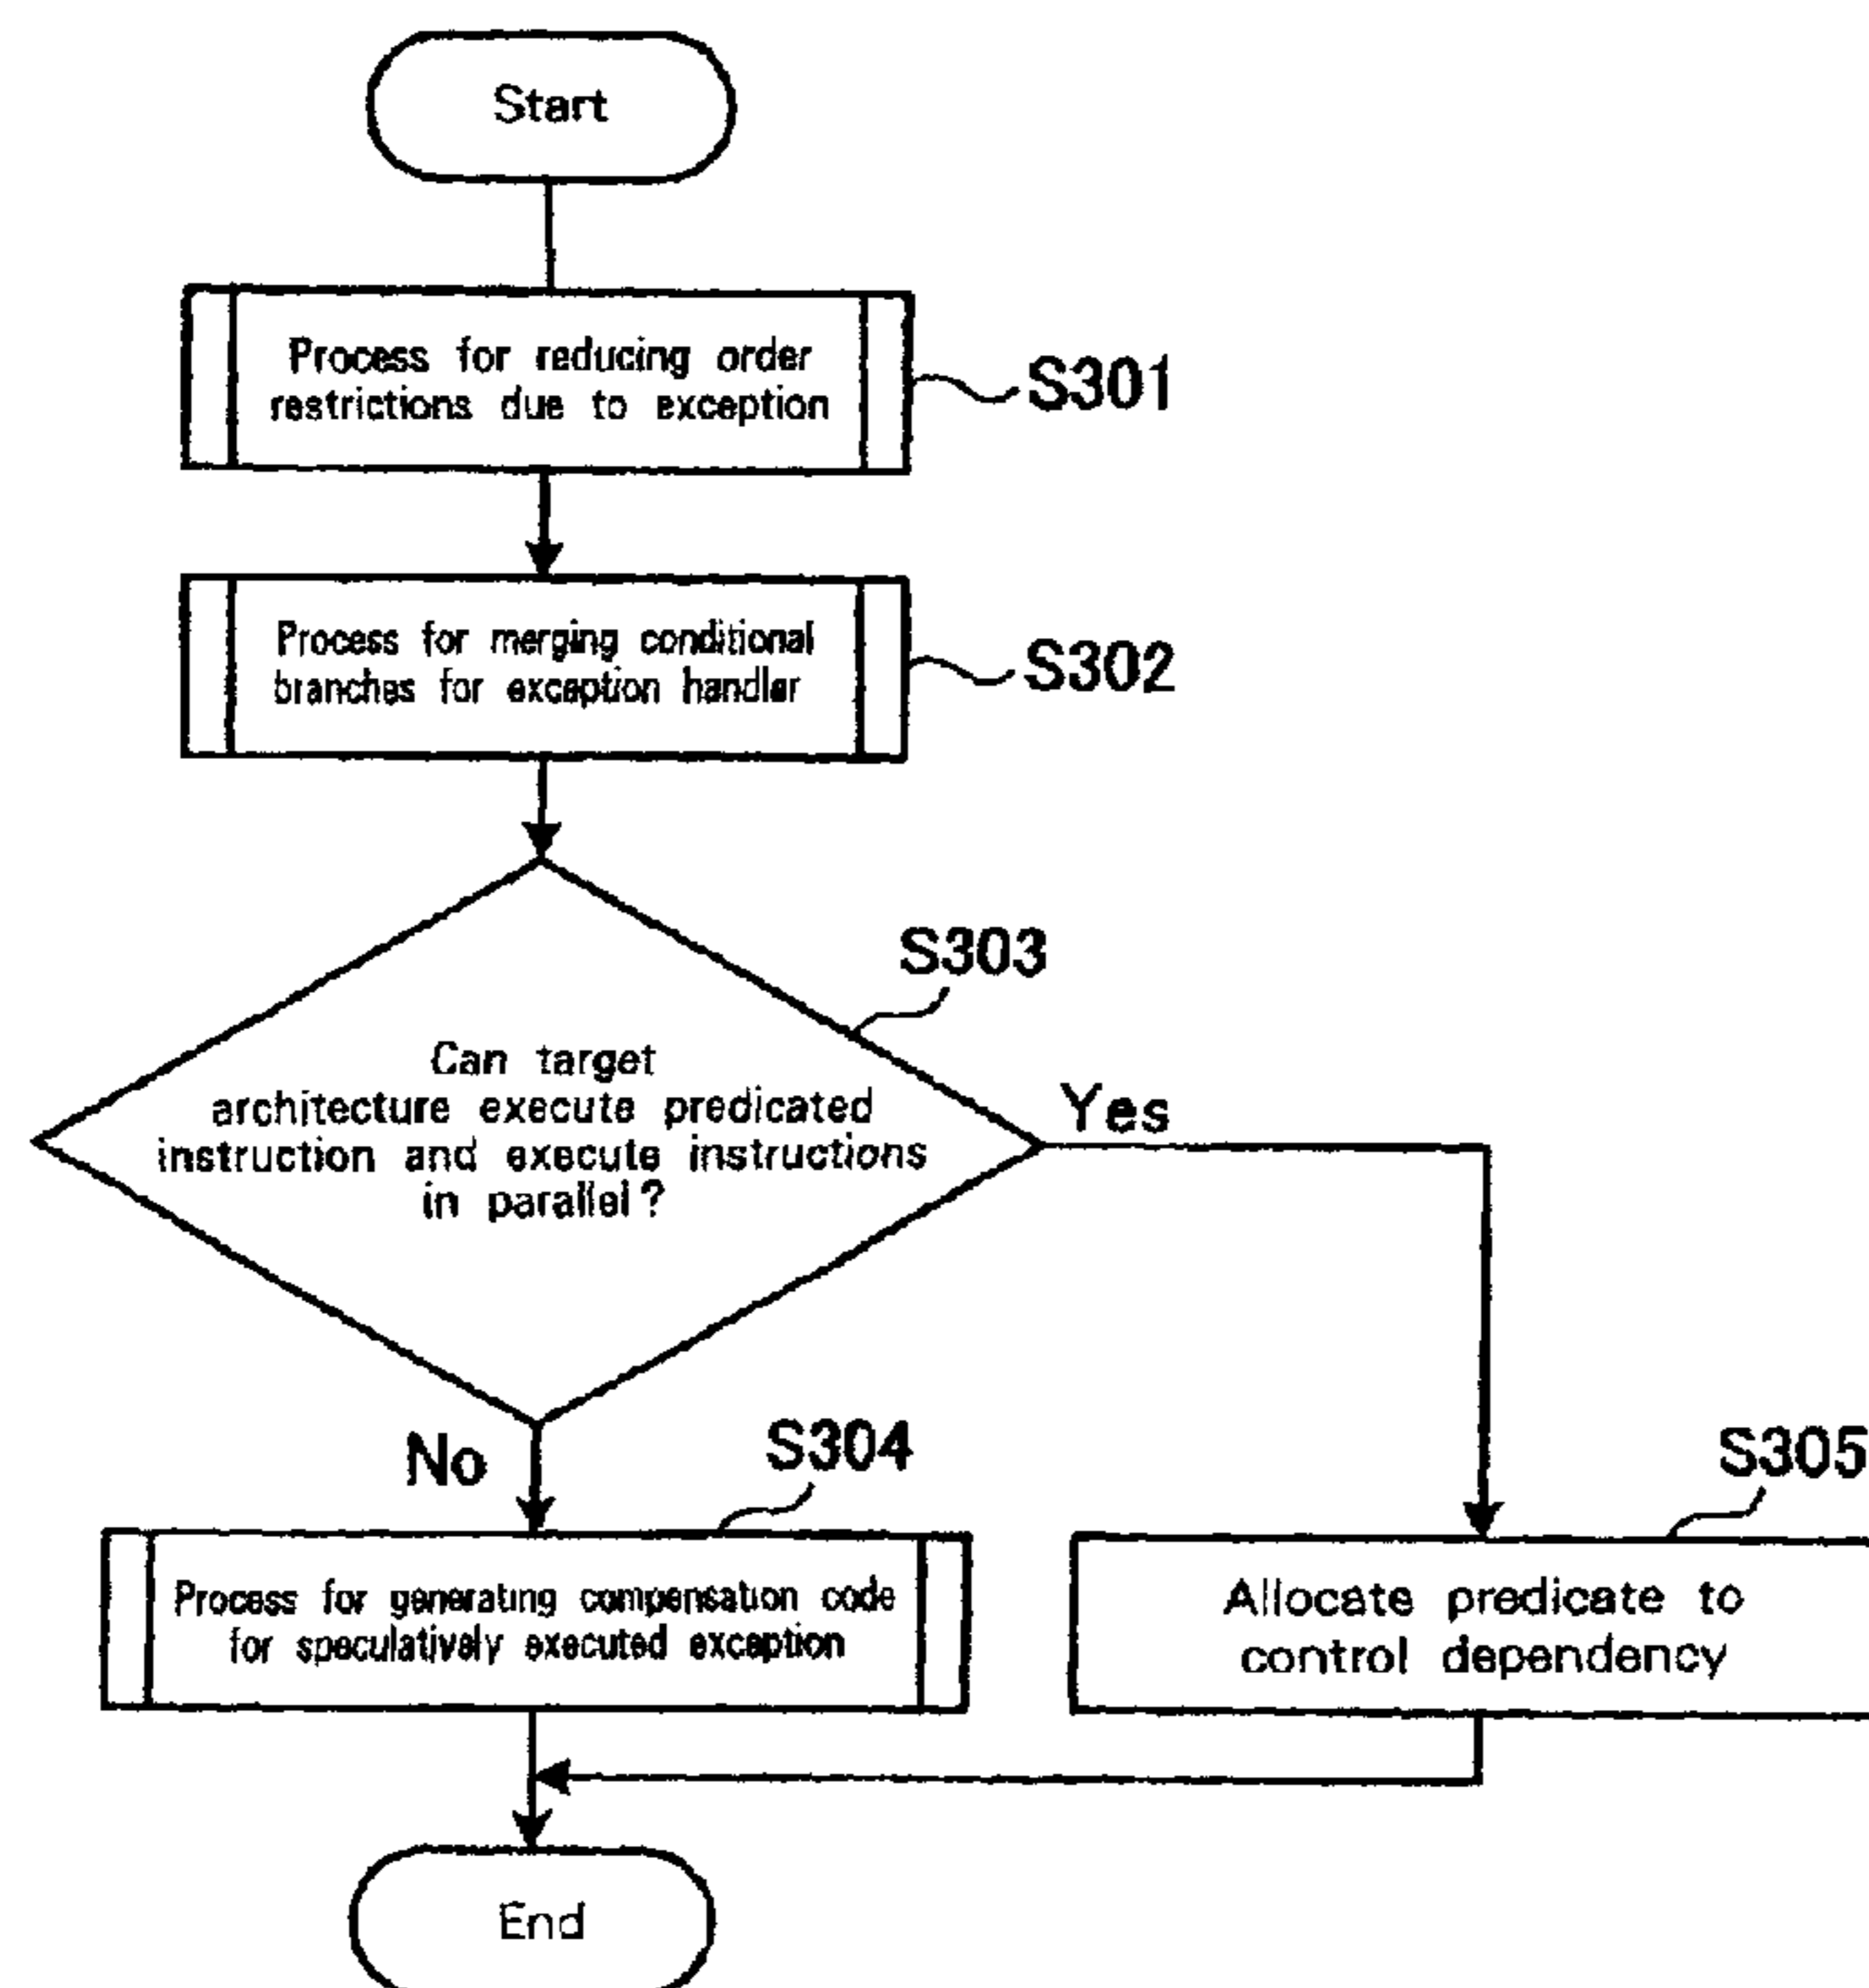 Start
Process for reducing order
restrictions due to exception
S301
Process for merging conditional
branches for exception handler
S302
S303
Can target
architecture execute predicated
instruction and execute instructions
in parallel?
Yes
No
S304
S305
Process for generating compensation code
for speculatively executed exception
Allocate predicate to
control dependency
End